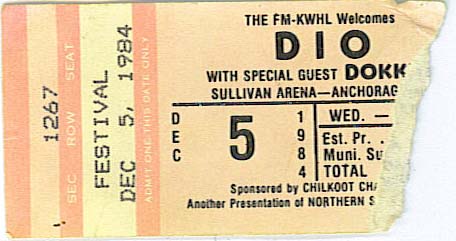 1267
SEC ROW SEAT
FESTIVAL
DEC 5, 1984
ADMIT ONE THIS DATE ONLY
THE FM-KWHL Welcomes
DIO
WITH SPECIAL GUEST DOKK
SULLIVAN ARENA—ANCHORAG
DEC
5
1984
WED. —
Est. Pr.
Muni. Su
TOTAL
Sponsored by CHILKOOT CHA
Another Presentation of NORTHERN S